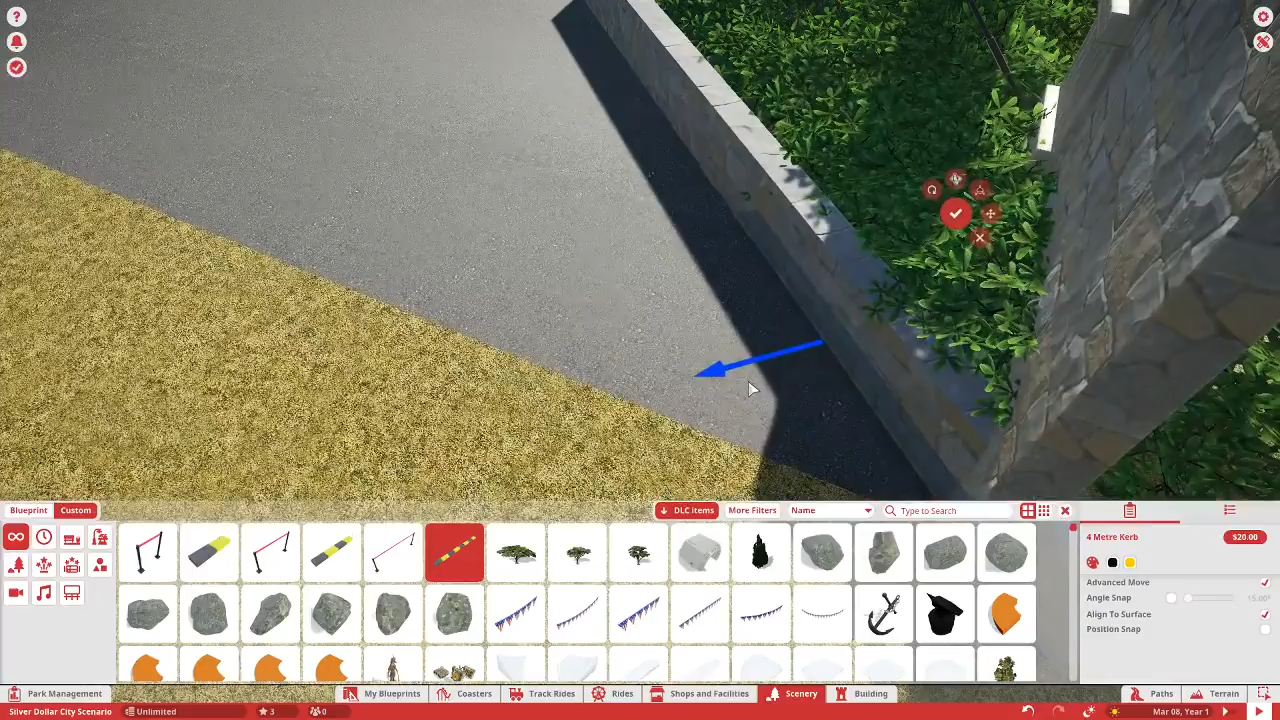 ?
Blueprint Custom DLC items More Filters Name Type to Search
4 Metre Kerb $20.00
Advanced Move
Angle Snap 15.00°
Align To Surface
Position Snap
Park Management My Blueprints Coasters Track Rides Rides Shops and Facilities Scenery Building Paths Terrain
Silver Dollar City Scenario Unlimited 3 0 Mar 08, Year 1